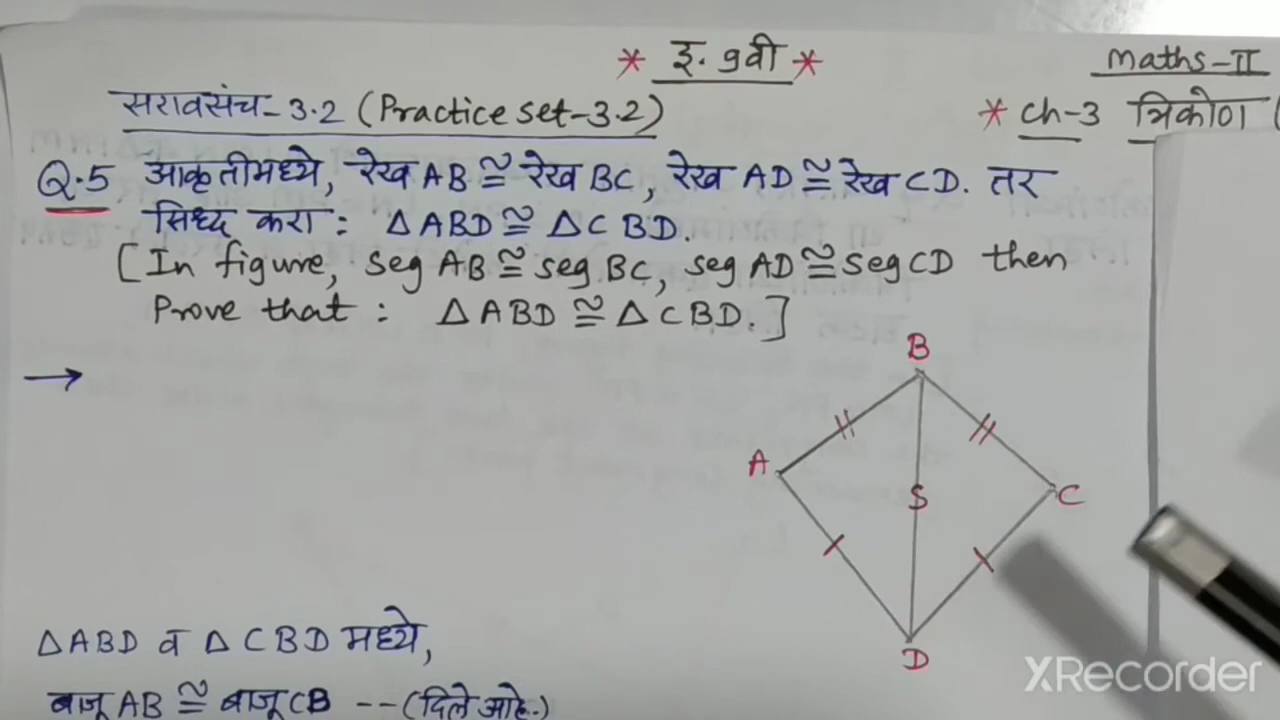 * इ. 9वी *
Maths-II
सरावसंच-3.2 (Practice set-3.2)
* Ch-3 त्रिकोण (
Q.5 आकृतीमध्ये, रेख AB ≅ रेख BC, रेख AD ≅ रेख CD. तर
सिध्द करा : △ABD ≅ △CBD.
[In figure, seg AB ≅ seg BC, seg AD ≅ seg CD then
Prove that : △ABD ≅ △CBD.]
→
B
A
S
C
D
△ABD व △CBD मध्ये,
बाजू AB ≅ बाजू CB --(दिले आहे.)
XRecorder